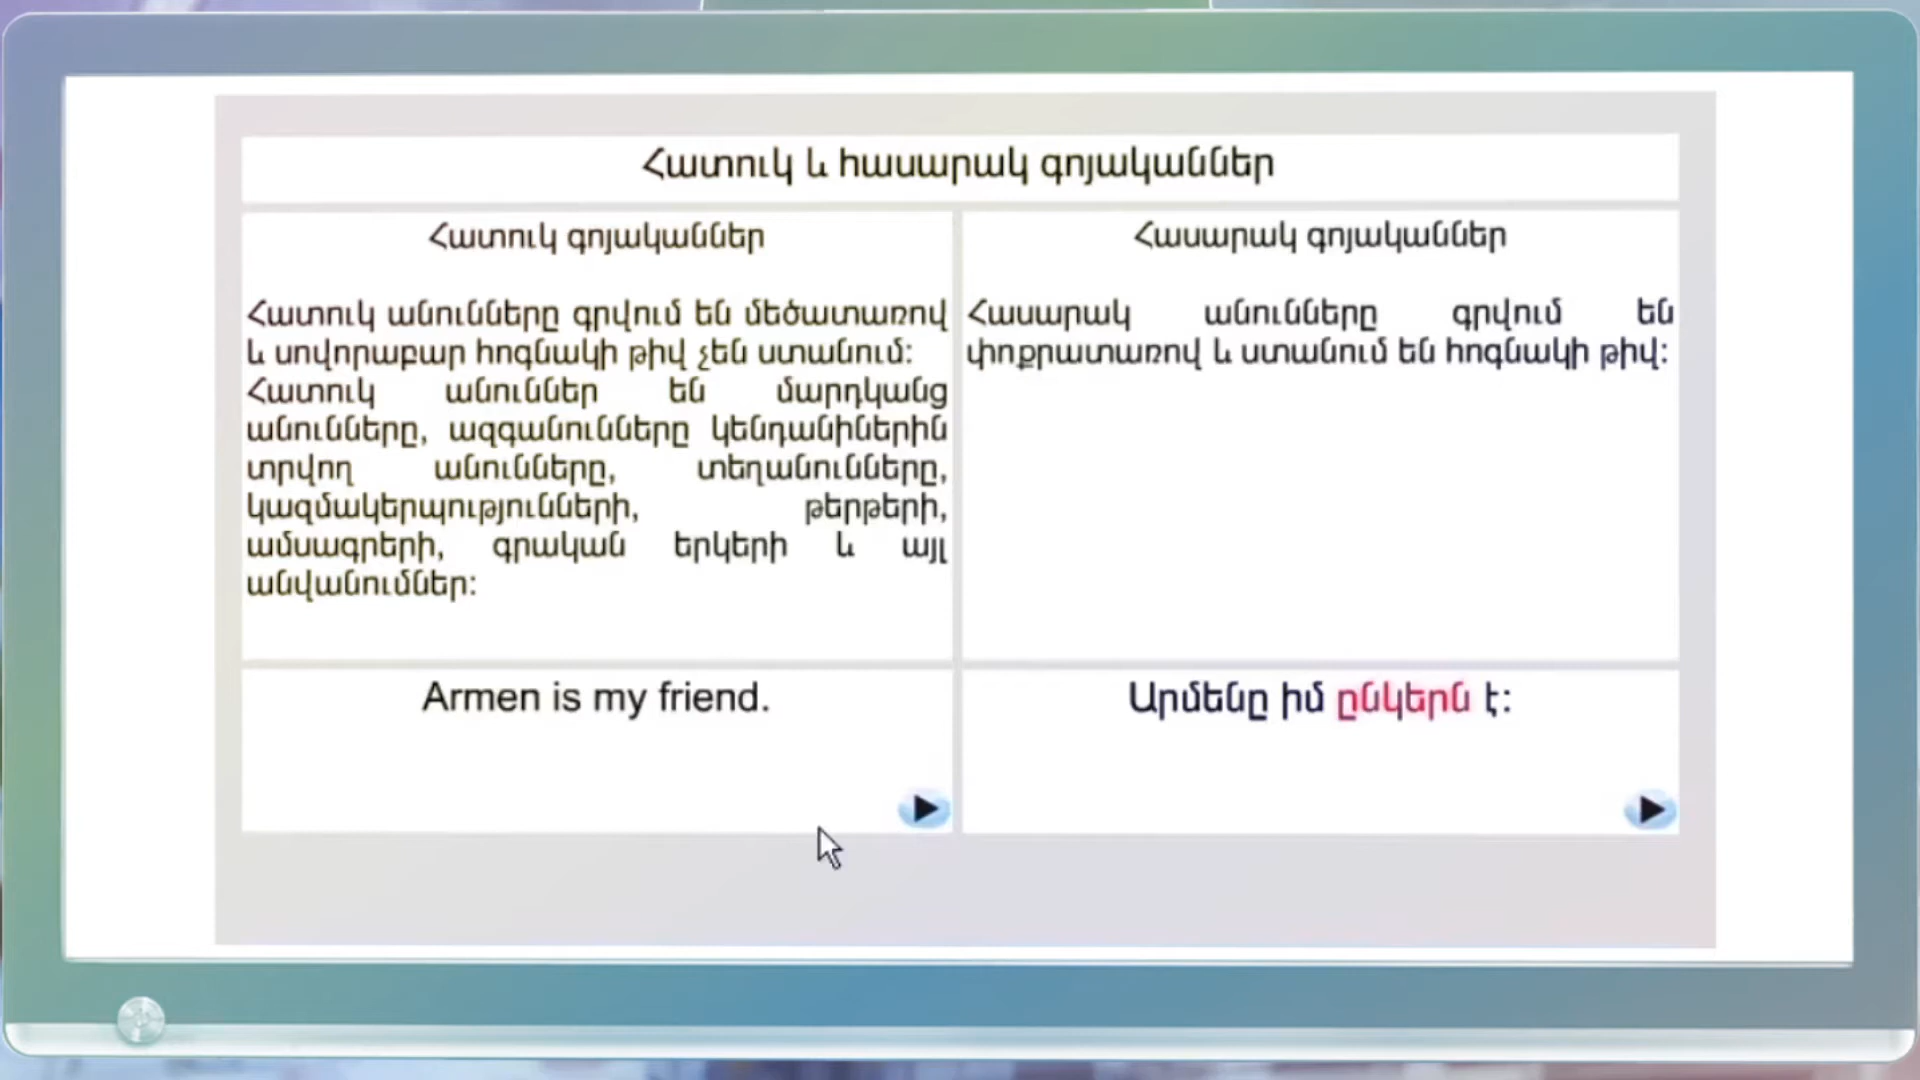 Հատուկ և հասարակ գոյականներ
Հատուկ գոյականներ
Հատուկ անունները գրվում են մեծատառով
և սովորաբար հոգնակի թիվ չեն ստանում:
Հատուկ անուններ են մարդկանց
անունները, ազգանունները կենդանիներին
տրվող անունները, տեղանունները,
կազմակերպությունների, թերթերի,
ամսագրերի, գրական երկերի և այլ
անվանումներ:
Հասարակ գոյականներ
Հասարակ անունները գրվում են
փոքրատառով և ստանում են հոգնակի թիվ:
Armen is my friend.
Արմենը իմ ընկերն է: